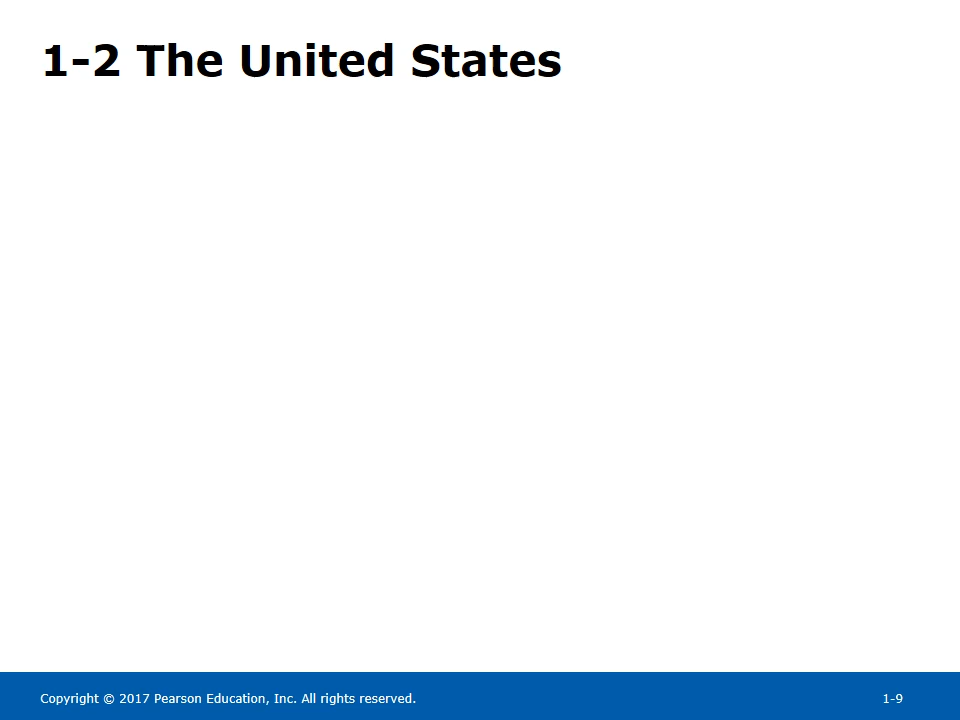 1-2 The United States
Copyright © 2017 Pearson Education, Inc. All rights reserved.
1-9